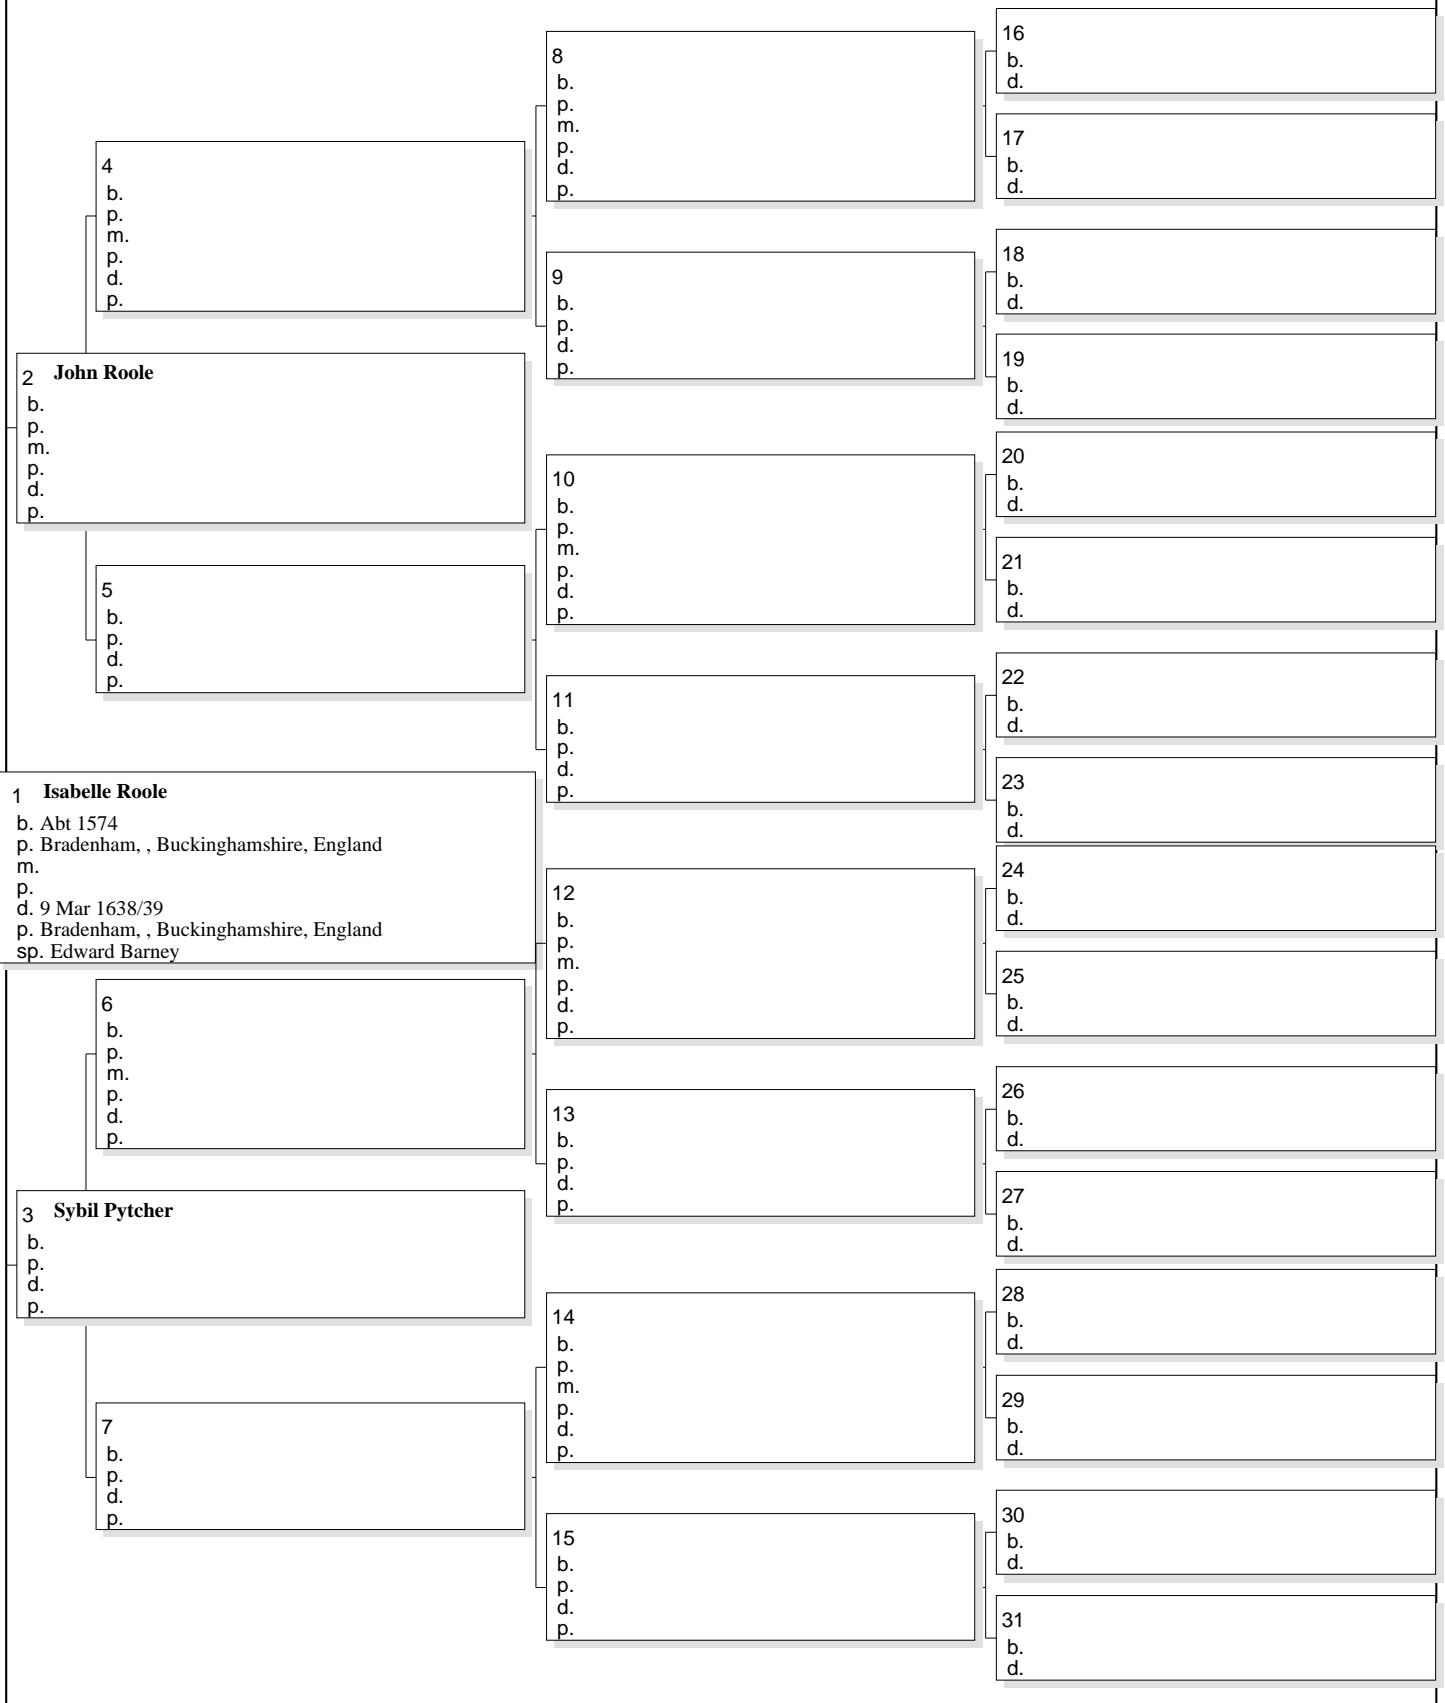 16
b.
d.
8
b.
p.
m.
p.
d.
p.
17
b.
d.
4
b.
p.
m.
p.
d.
p.
18
b.
d.
9
b.
p.
d.
p.
19
b.
d.
2 John Roole
b.
p.
m.
p.
d.
p.
20
b.
d.
10
b.
p.
m.
p.
d.
p.
21
b.
d.
5
b.
p.
d.
p.
22
b.
d.
11
b.
p.
d.
p.
23
b.
d.
1 Isabelle Roole
b. Abt 1574
p. Bradenham, , Buckinghamshire, England
m.
p.
d. 9 Mar 1638/39
p. Bradenham, , Buckinghamshire, England
sp. Edward Barney
24
b.
d.
12
b.
p.
m.
p.
d.
p.
25
b.
d.
6
b.
p.
m.
p.
d.
p.
26
b.
d.
13
b.
p.
d.
p.
27
b.
d.
3 Sybil Pytcher
b.
p.
d.
p.
28
b.
d.
14
b.
p.
m.
p.
d.
p.
29
b.
d.
7
b.
p.
d.
p.
30
b.
d.
15
b.
p.
d.
p.
31
b.
d.